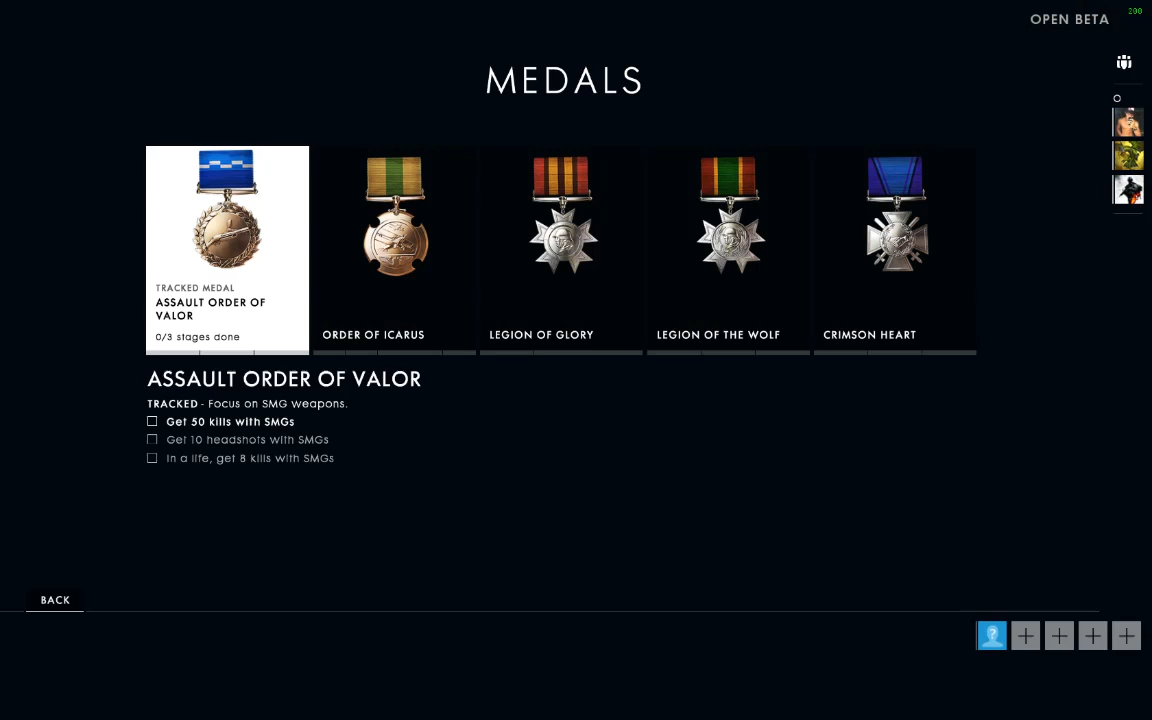 OPEN BETA
200
MEDALS
TRACKED MEDAL
ASSAULT ORDER OF
VALOR
0/3 stages done
ORDER OF ICARUS
LEGION OF GLORY
LEGION OF THE WOLF
CRIMSON HEART
ASSAULT ORDER OF VALOR
TRACKED - Focus on SMG weapons.
Get 50 kills with SMGs
Get 10 headshots with SMGs
In a life, get 8 kills with SMGs
BACK